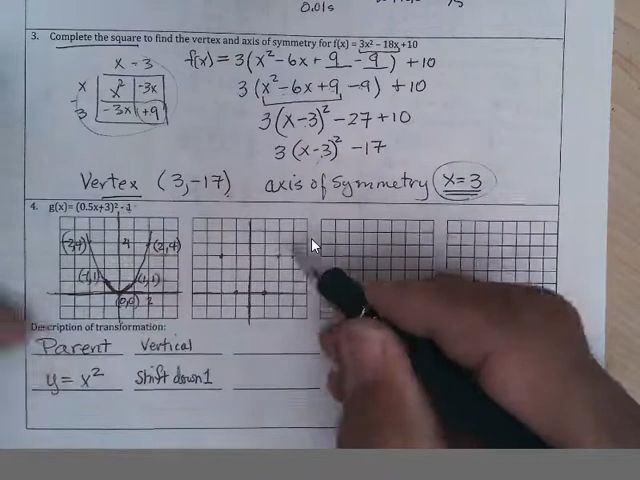 0.01s
3. Complete the square to find the vertex and axis of symmetry for f(x) = 3x² – 18x +10
x - 3
f(x) = 3(x² - 6x + 9 - 9) + 10
x x² -3x
3(x² - 6x + 9 - 9) + 10
-3 -3x +9
3(x-3)² - 27 + 10
3(x-3)² - 17
Vertex (3, -17) axis of Symmetry x = 3
4. g(x)= (0.5x+3)² - 1
4 (2,4)
(-1,1) (1,1)
(0,0) 2
Description of transformation:
Parent Vertical
y = x² Shift down 1